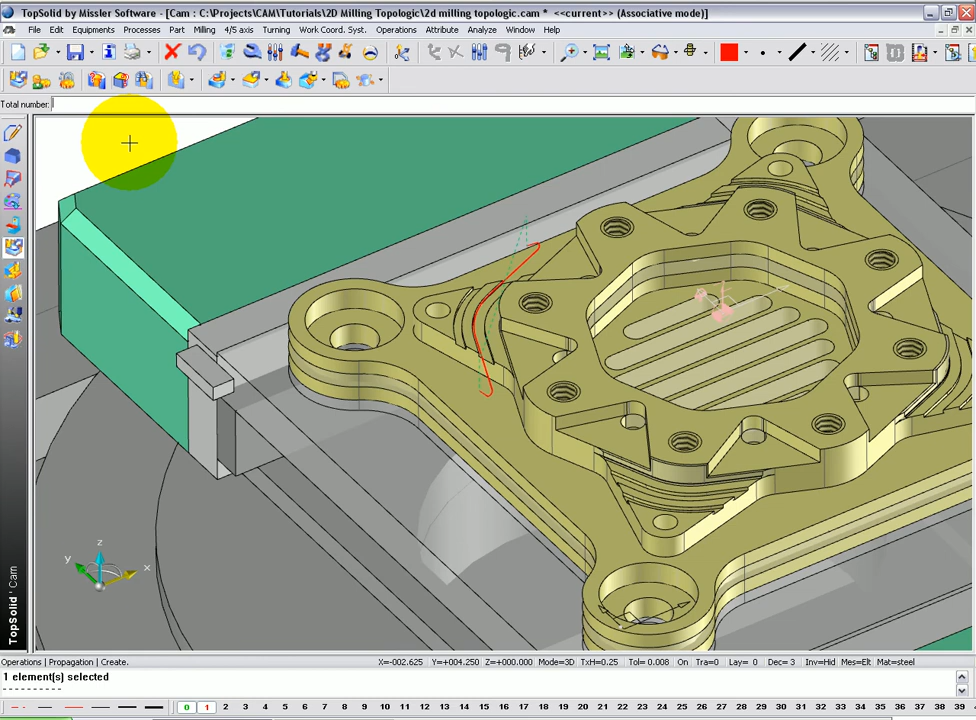 TopSolid by Missler Software - [Cam : C:\Projects\CAM\Tutorials\2D Milling Topologic\2d milling topologic.cam * <<current>> (Associative mode)]
File Edit Equipments Processes Part Milling 4/5 axis Turning Work Coord. Syst. Operations Attribute Analyze Window Help
Total number:
z
y
x
TopSolid 'Cam
Operations | Propagation | Create. X=-002.625 Y=+004.250 Z=+000.000 Mode=3D TxH=0.25 Tol= 0.008 On Tra=0 Lay= 0 Dec= 3 Inv=Hid Mes=Elt Mat=steel
1 element(s) selected
0 1 2 3 4 5 6 7 8 9 10 11 12 13 14 15 16 17 18 19 20 21 22 23 24 25 26 27 28 29 30 31 32 33 34 35 36 37 38 39